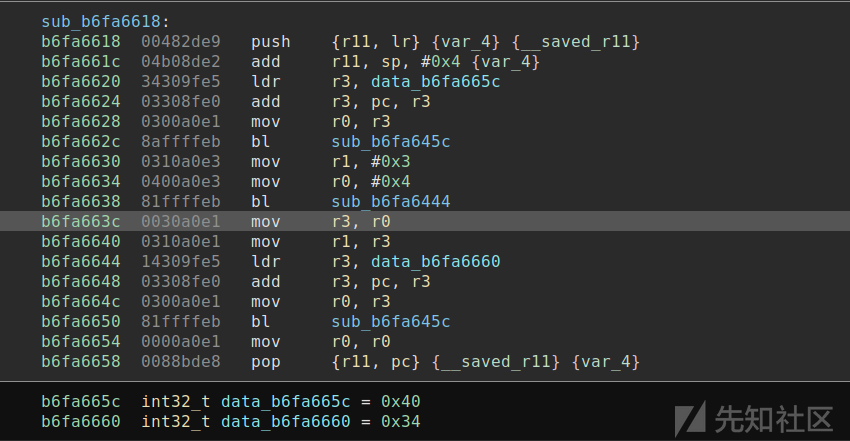 sub_b6fa6618:
b6fa6618 00482de9 push {r11, lr} {var_4} {__saved_r11}
b6fa661c 04b08de2 add r11, sp, #0x4 {var_4}
b6fa6620 34309fe5 ldr r3, data_b6fa665c
b6fa6624 03308fe0 add r3, pc, r3
b6fa6628 0300a0e1 mov r0, r3
b6fa662c 8affffeb bl sub_b6fa645c
b6fa6630 0310a0e3 mov r1, #0x3
b6fa6634 0400a0e3 mov r0, #0x4
b6fa6638 81ffffeb bl sub_b6fa6444
b6fa663c 0030a0e1 mov r3, r0
b6fa6640 0310a0e1 mov r1, r3
b6fa6644 14309fe5 ldr r3, data_b6fa6660
b6fa6648 03308fe0 add r3, pc, r3
b6fa664c 0300a0e1 mov r0, r3
b6fa6650 81ffffeb bl sub_b6fa645c
b6fa6654 0000a0e1 mov r0, r0
b6fa6658 0088bde8 pop {r11, pc} {__saved_r11} {var_4}
b6fa665c int32_t data_b6fa665c = 0x40
b6fa6660 int32_t data_b6fa6660 = 0x34
先知社区